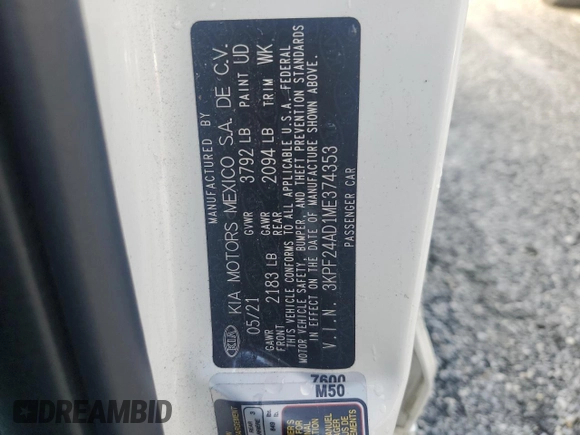 MANUFACTURED BY
KIA KIA MOTORS MEXICO S.A. DE C.V.
05/21 GVWR 3792 LB PAINT UD
GAWR FRONT 2183 LB GAWR REAR 2094 LB TRIM WK
THIS VEHICLE CONFORMS TO ALL APPLICABLE U.S.A. FEDERAL
MOTOR VEHICLE SAFETY, BUMPER, AND THEFT PREVENTION STANDARDS
IN EFFECT ON THE DATE OF MANUFACTURE SHOWN ABOVE.
V.I.N. 3KPF24AD1ME374353
PASSENGER CAR
7600
M50
AutoBidMaster